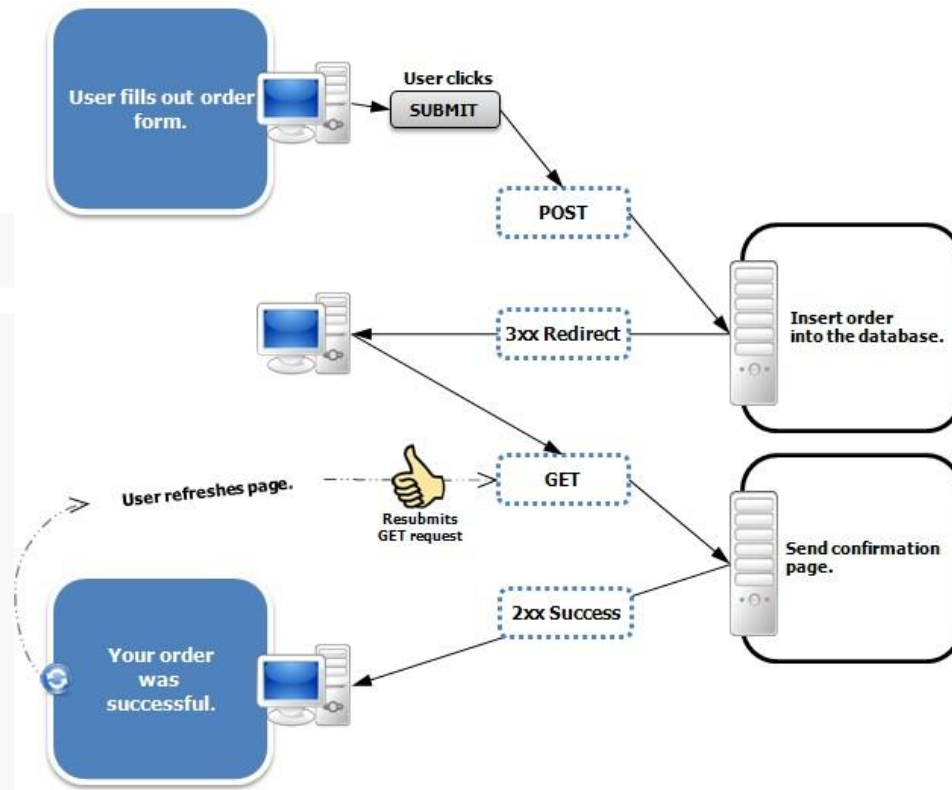 User fills out order
form.
User clicks
SUBMIT
POST
3xx Redirect
Insert order
into the database.
User refreshes page.
Resubmits
GET request
GET
Send confirmation
page.
2xx Success
Your order
was
successful.